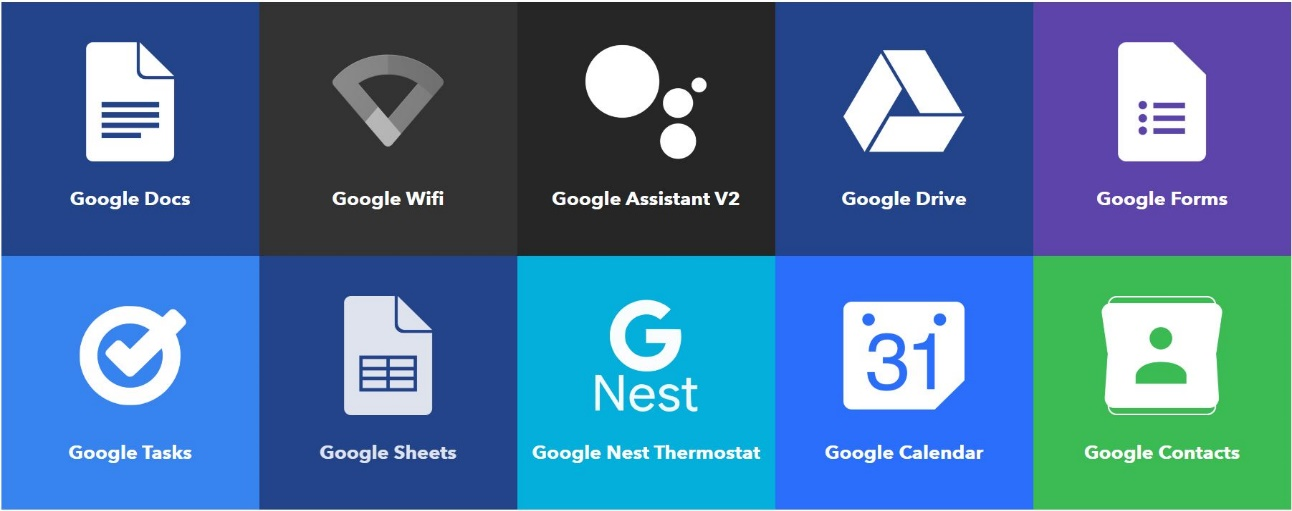 Google Docs
Google Wifi
Google Assistant V2
Google Drive
Google Forms
31
G
Nest
Google Tasks
Google Sheets
Google Nest Thermostat
Google Calendar
Google Contacts